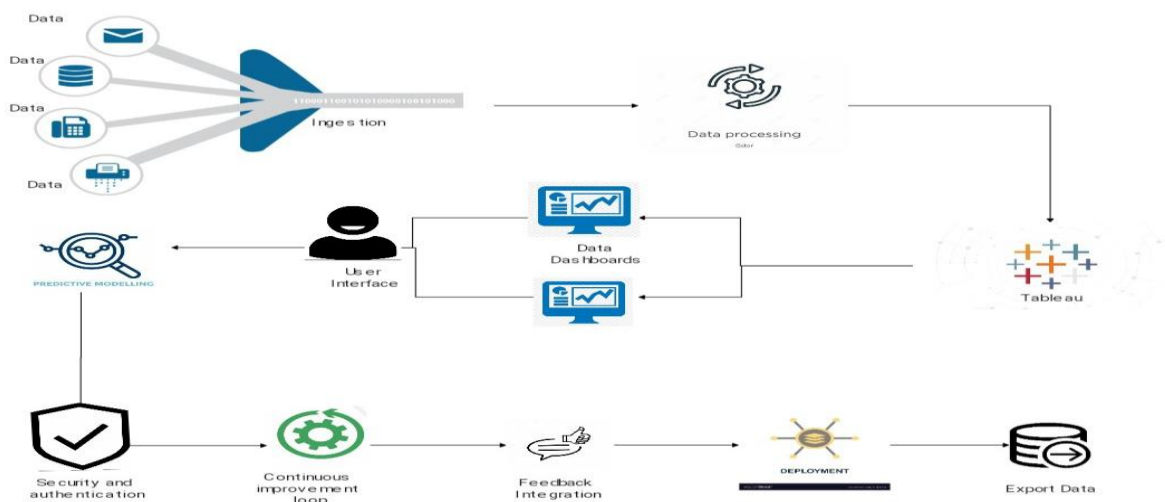 Data
Data
Data
Data
110001100101010000100101000
Ingestion
Data processing
Data
Dashboards
User
Interface
PREDICTIVE MODELLING
Tableau
Security and
authentication
Continuous
improvement
loop
Feedback
Integration
DEPLOYMENT
Export Data